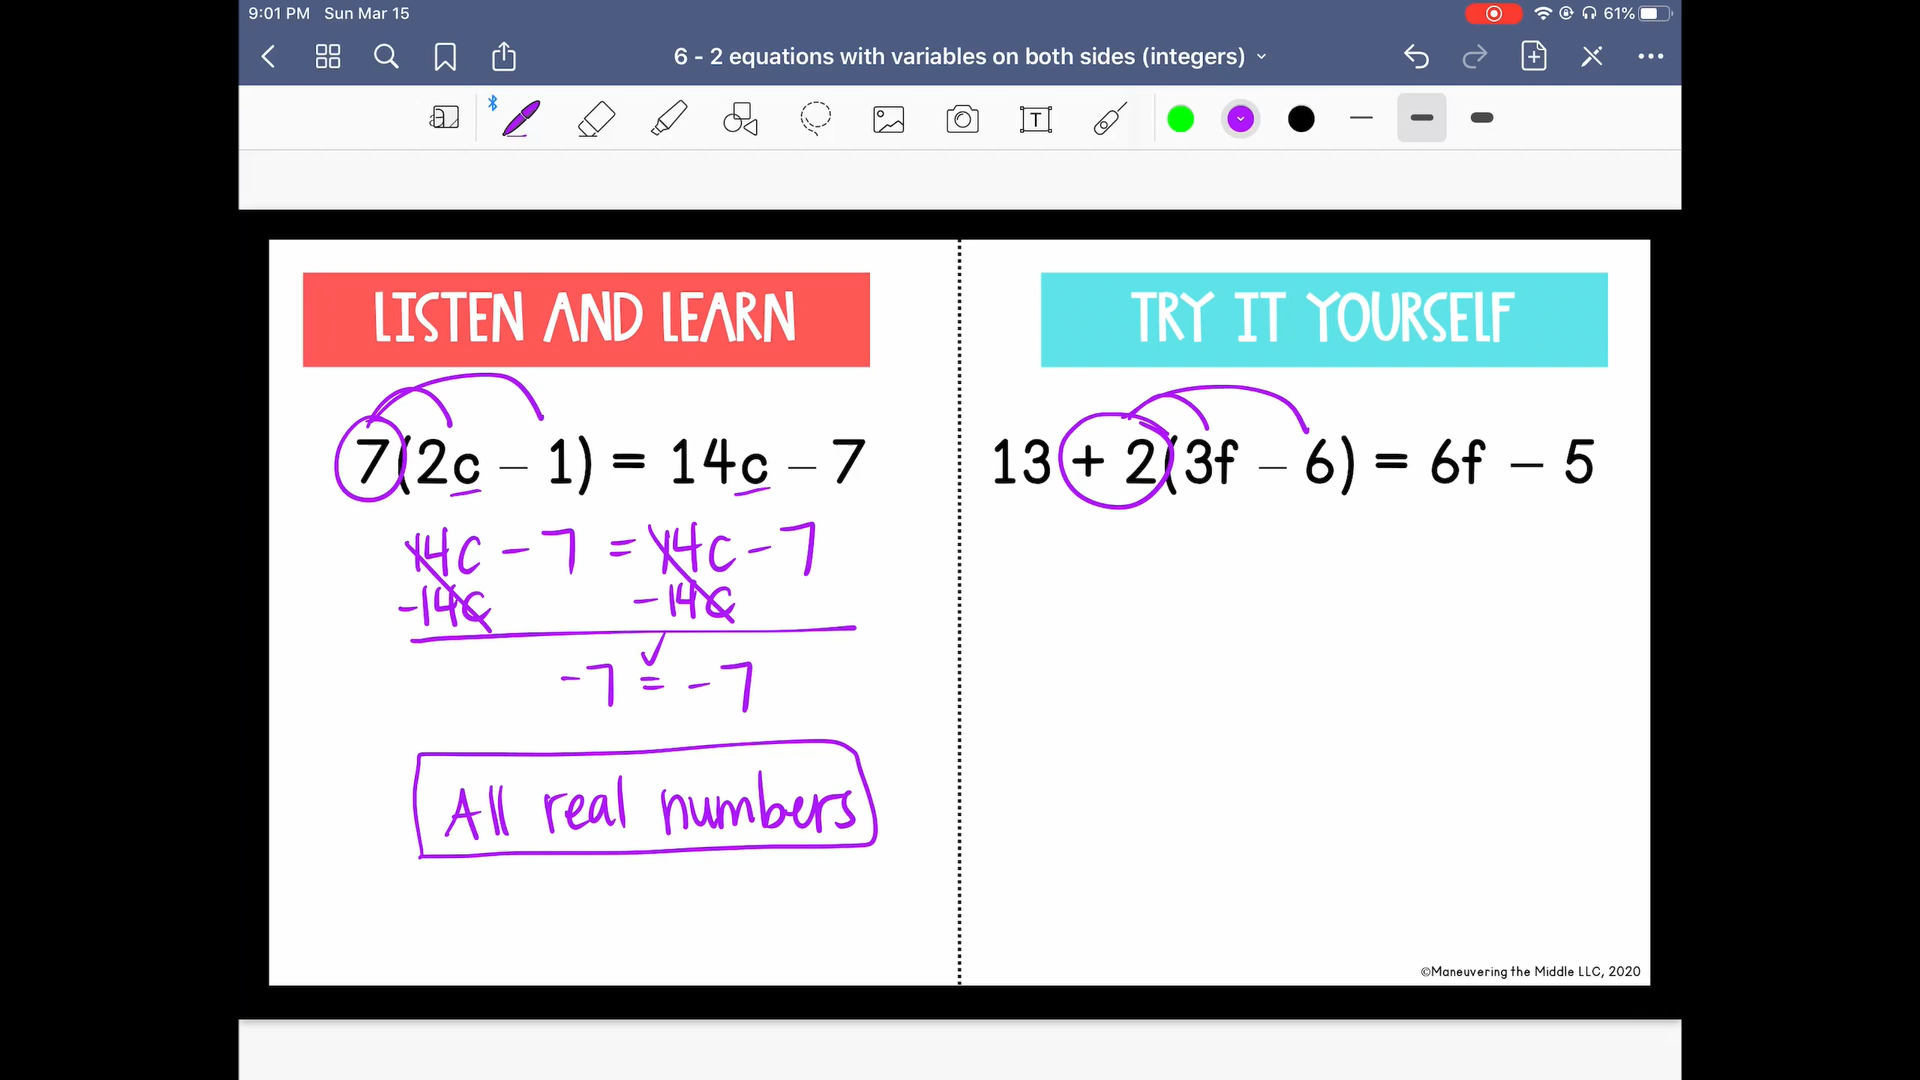 9:01 PM Sun Mar 15
61%
6 - 2 equations with variables on both sides (integers)
T
LISTEN AND LEARN
7(2c – 1) = 14c – 7
14c - 7 = 14c - 7
-14c -14c
-7 = -7
All real numbers
TRY IT YOURSELF
13 + 2(3f – 6) = 6f – 5
©Maneuvering the Middle LLC, 2020